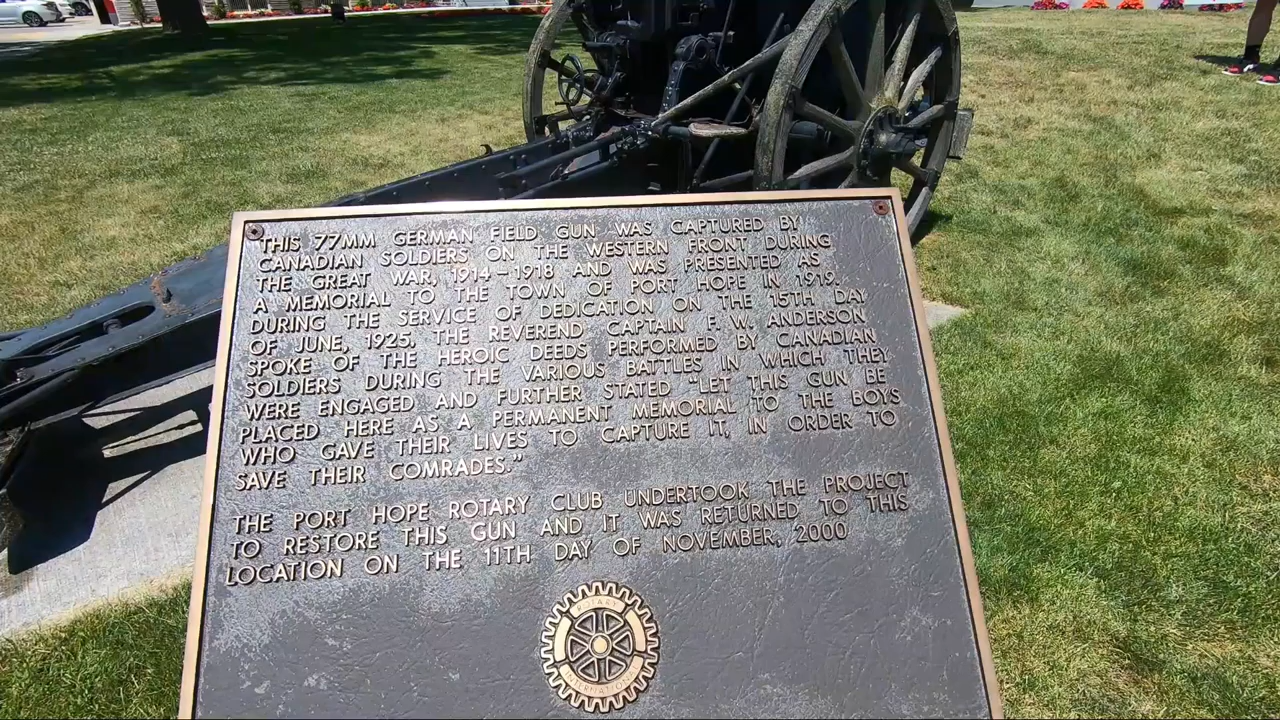 THIS 77MM GERMAN FIELD GUN WAS CAPTURED BY
CANADIAN SOLDIERS ON THE WESTERN FRONT DURING
THE GREAT WAR, 1914-1918 AND WAS PRESENTED AS
A MEMORIAL TO THE TOWN OF PORT HOPE IN 1919.
DURING THE SERVICE OF DEDICATION ON THE 15TH DAY
OF JUNE, 1925, THE REVEREND CAPTAIN F. W. ANDERSON
SPOKE OF THE HEROIC DEEDS PERFORMED BY CANADIAN
SOLDIERS DURING THE VARIOUS BATTLES IN WHICH THEY
WERE ENGAGED AND FURTHER STATED "LET THIS GUN BE
PLACED HERE AS A PERMANENT MEMORIAL TO THE BOYS
WHO GAVE THEIR LIVES TO CAPTURE IT, IN ORDER TO
SAVE THEIR COMRADES."
THE PORT HOPE ROTARY CLUB UNDERTOOK THE PROJECT
TO RESTORE THIS GUN AND IT WAS RETURNED TO THIS
LOCATION ON THE 11TH DAY OF NOVEMBER, 2000
ROTARY
INTERNATIONAL